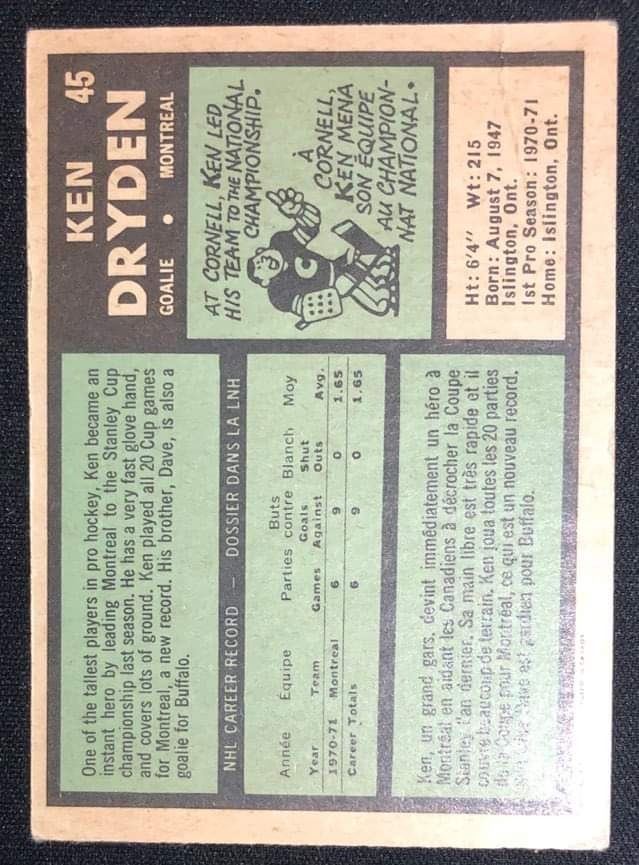 KEN 45
DRYDEN
GOALIE • MONTREAL
One of the tallest players in pro hockey, Ken became an
instant hero by leading Montreal to the Stanley Cup
championship last season. He has a very fast glove hand,
and covers lots of ground. Ken played all 20 Cup games
for Montreal, a new record. His brother, Dave, is also a
goalie for Buffalo.
AT CORNELL, KEN LED
HIS TEAM TO THE NATIONAL
CHAMPIONSHIP.
C
À
CORNELL,
KEN MENA
SON ÉQUIPE
AU CHAMPION-
NAT NATIONAL.
NHL CAREER RECORD — DOSSIER DANS LA LNH
Buts
Année Équipe Parties contre Blanch Moy
Goals Shut
Year Team Games Against Outs Avg.
1970-71 Montreal 6 9 0 1.65
Career Totals 6 9 0 1.65
Ht: 6'4" Wt: 215
Born: August 7, 1947
Islington, Ont.
1st Pro Season: 1970-71
Home: Islington, Ont.
Ken, un grand gars, devint immédiatement un héro à
Montréal en aidant les Canadiens à décrocher la Coupe
Stanley l'an dernier. Sa main libre est très rapide et il
couvre beaucoup de terrain. Ken joua toutes les 20 parties
de la Coupe pour Montréal, ce qui est un nouveau record.
Dave est gardien pour Buffalo.